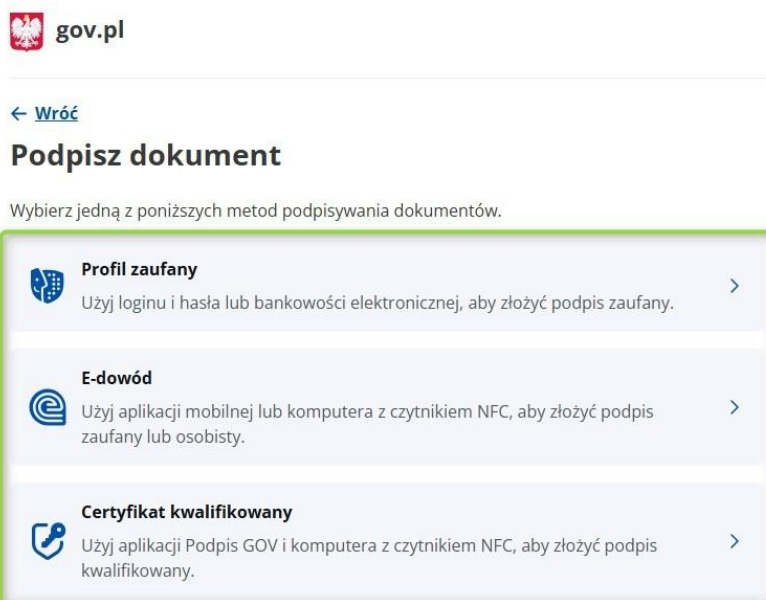 gov.pl
← Wróć
Podpisz dokument
Wybierz jedną z poniższych metod podpisywania dokumentów.
Profil zaufany
Użyj loginu i hasła lub bankowości elektronicznej, aby złożyć podpis zaufany.
E-dowód
Użyj aplikacji mobilnej lub komputera z czytnikiem NFC, aby złożyć podpis
zaufany lub osobisty.
Certyfikat kwalifikowany
Użyj aplikacji Podpis GOV i komputera z czytnikiem NFC, aby złożyć podpis
kwalifikowany.